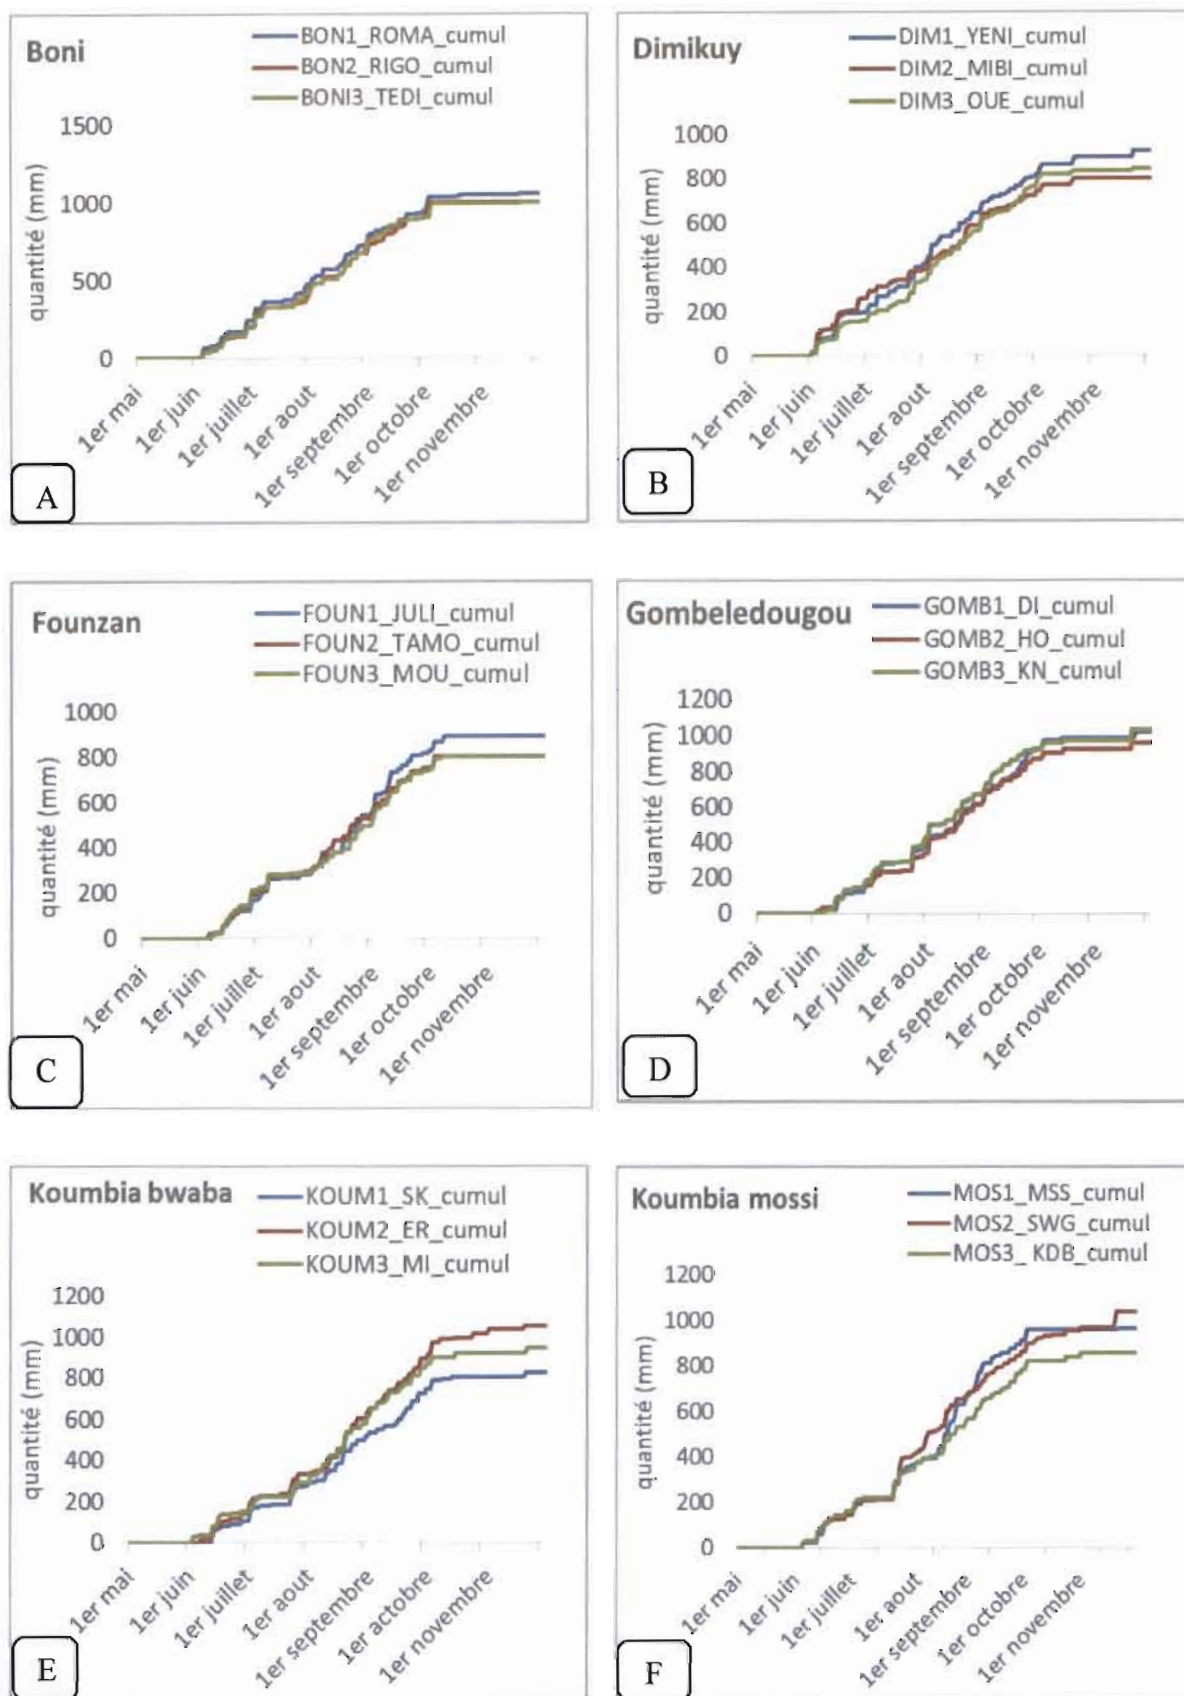 Boni
BON1_ROMA_cumul
BON2_RIGO_cumul
BONI3_TEDI_cumul
quantité (mm)
1500
1000
500
0
1er mai
1er juin
1er juillet
1er aout
1er septembre
1er octobre
1er novembre
A
Dimikuy
DIM1_YENI_cumul
DIM2_MIBI_cumul
DIM3_OUE_cumul
quantité (mm)
1000
800
600
400
200
0
1er mai
1er juin
1er juillet
1er aout
1er septembre
1er octobre
1er novembre
B
Founzan
FOUN1_JULI_cumul
FOUN2_TAMO_cumul
FOUN3_MOU_cumul
quantité (mm)
1000
800
600
400
200
0
1er mai
1er juin
1er juillet
1er aout
1er septembre
1er octobre
1er novembre
C
Gombeledougou
GOMB1_DI_cumul
GOMB2_HO_cumul
GOMB3_KN_cumul
quantité (mm)
1200
1000
800
600
400
200
0
1er mai
1er juin
1er juillet
1er aout
1er septembre
1er octobre
1er novembre
D
Koumbia bwaba
KOUM1_SK_cumul
KOUM2_ER_cumul
KOUM3_MI_cumul
quantité (mm)
1200
1000
800
600
400
200
0
1er mai
1er juin
1er juillet
1er aout
1er septembre
1er actobre
1er novembre
E
Koumbia mossi
MOS1_MSS_cumul
MOS2_SWG_cumul
MOS3_ KDB_cumul
quantité (mm)
1200
1000
800
600
400
200
0
1er mai
1er juin
1er juillet
1er aout
1er septembre
1er octobre
1er novembre
F